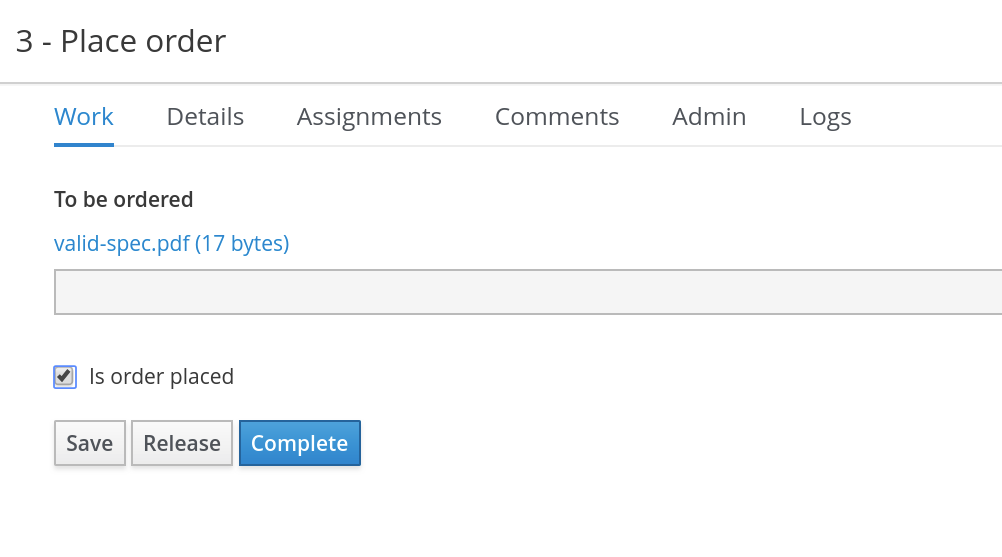 3 - Place order
Work Details Assignments Comments Admin Logs
To be ordered
valid-spec.pdf (17 bytes)
Is order placed
Save Release Complete